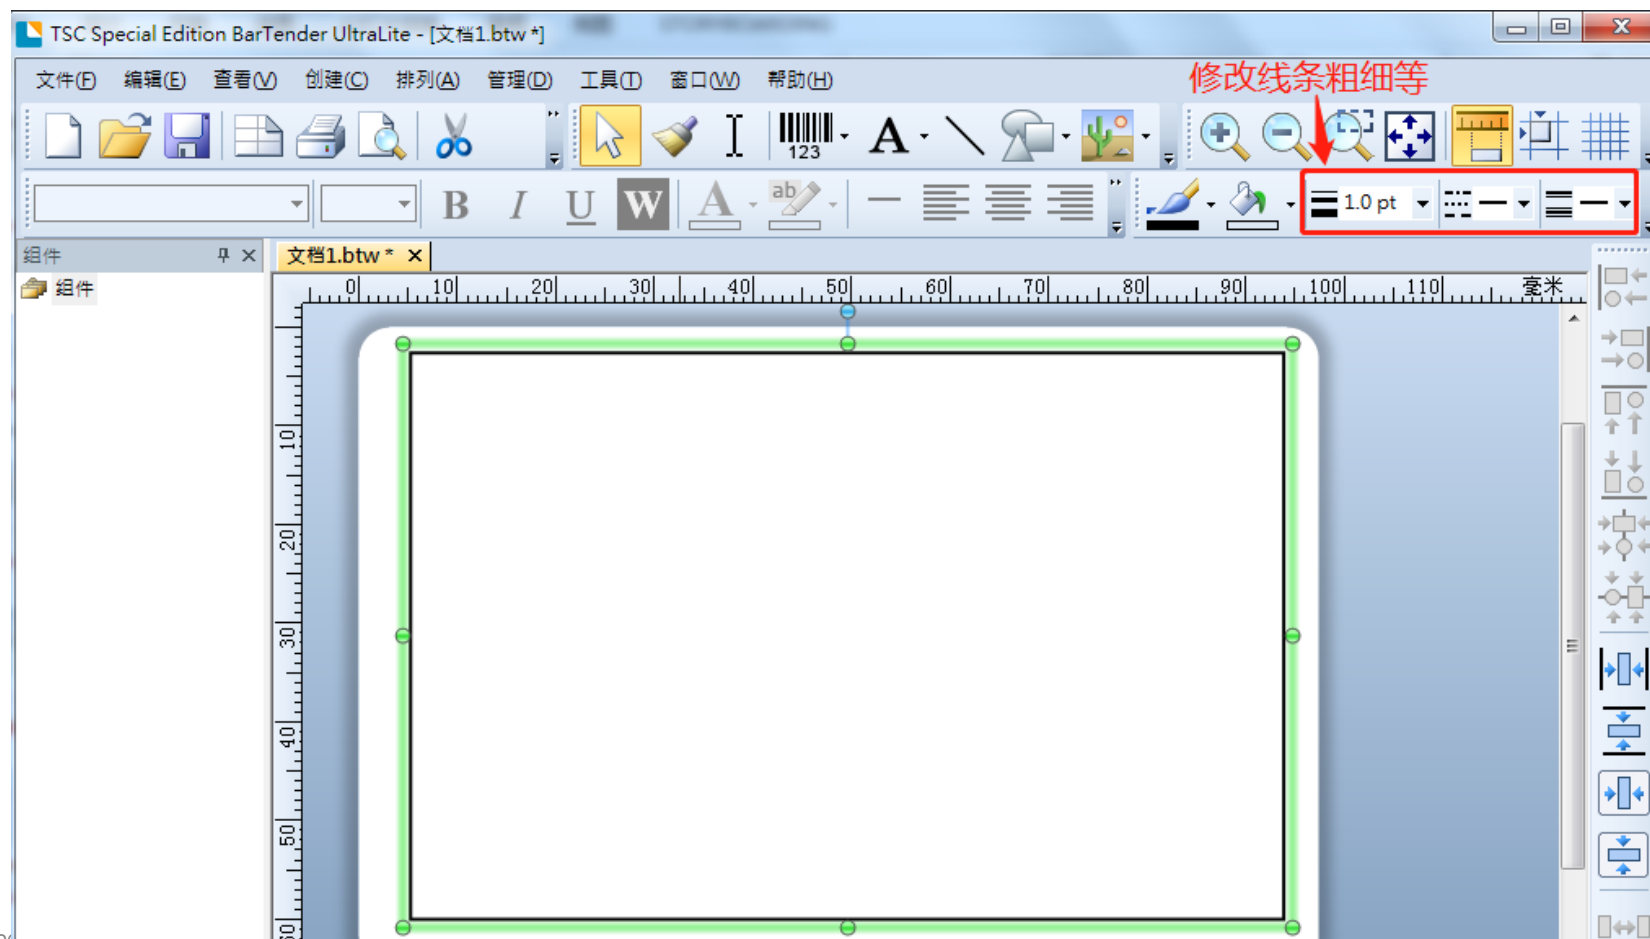 TSC Special Edition BarTender UltraLite - [文档1.btw *]
文件(F) 编辑(E) 查看(V) 创建(C) 排列(A) 管理(D) 工具(T) 窗口(W) 帮助(H)
修改线条粗细等
123 A
B I U W A ab 1.0 pt
组件 文档1.btw *
组件
0 10 20 30 40 50 60 70 80 90 100 110 毫米
10
20
30
40
50